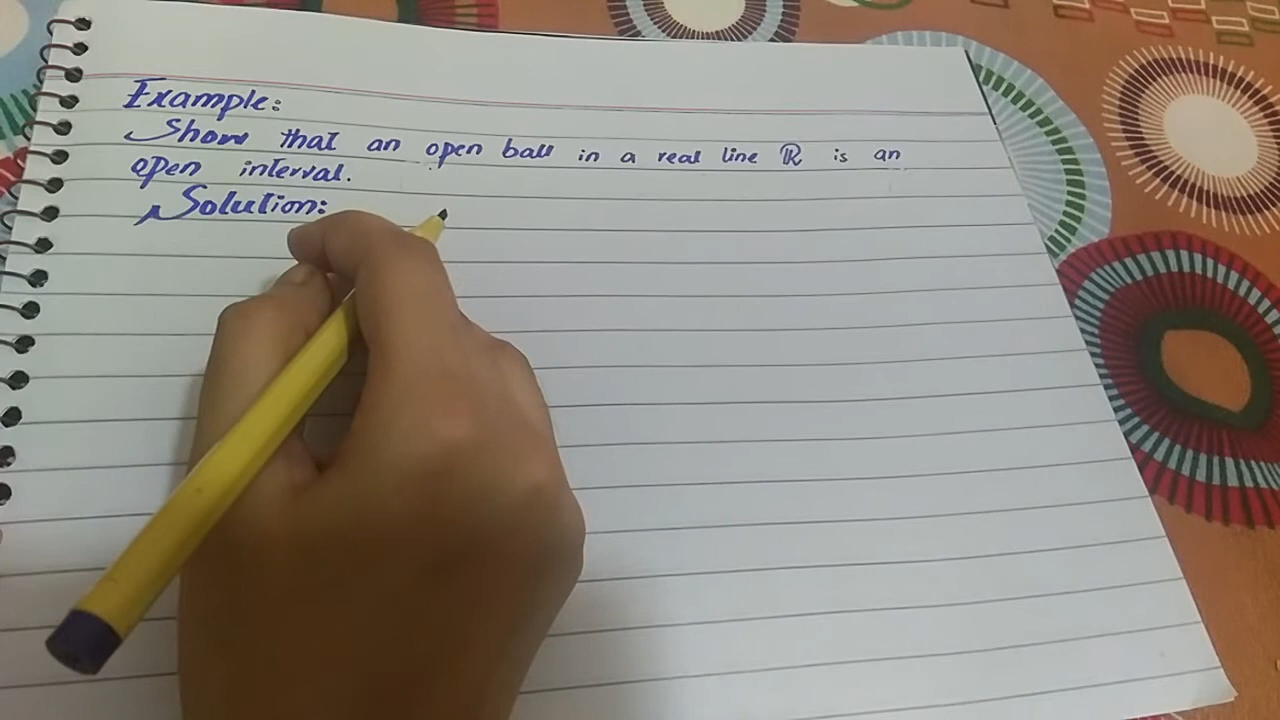 Example:
Show that an open ball in a real line ℝ is an
open interval.
Solution: